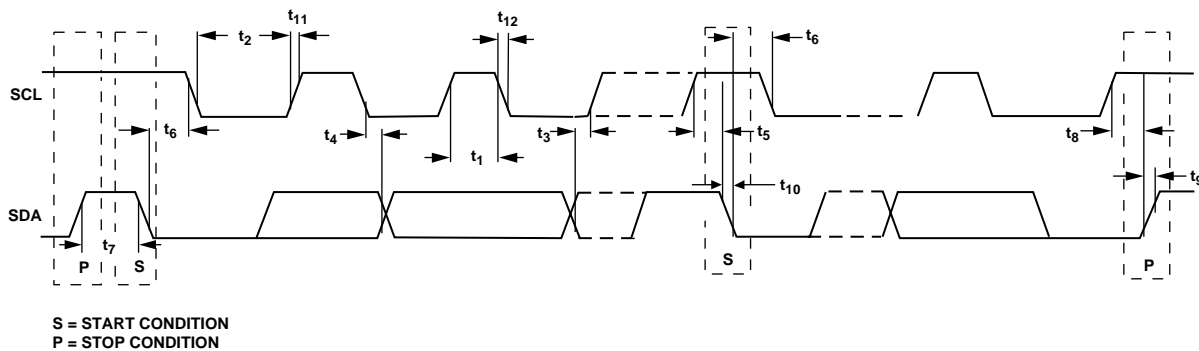 t11
t12
t2
t6
SCL
t6
t4
t3
t5
t8
t1
t10
t9
SDA
t7
P
S
S
P
S = START CONDITION
P = STOP CONDITION